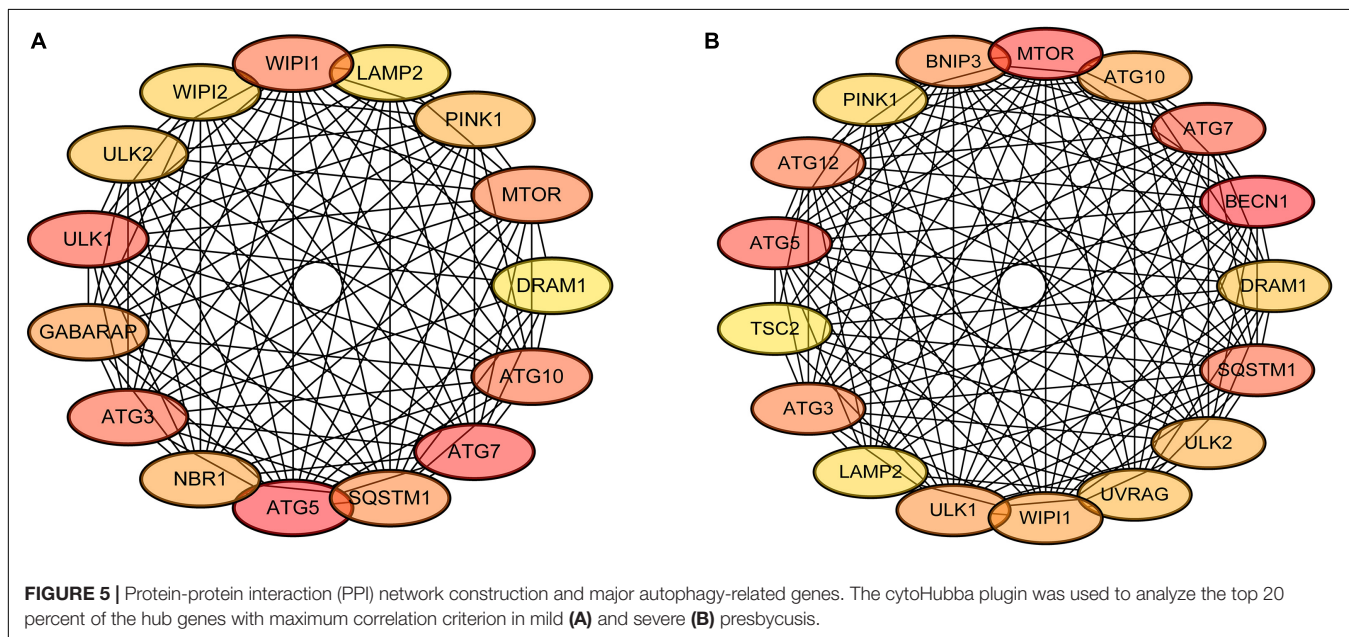 A
WIPI1
LAMP2
WIPI2
PINK1
ULK2
MTOR
ULK1
DRAM1
GABARAP
ATG10
ATG3
ATG7
NBR1
SQSTM1
ATG5
B
MTOR
BNIP3
ATG10
PINK1
ATG7
ATG12
BECN1
ATG5
DRAM1
TSC2
SQSTM1
ATG3
ULK2
LAMP2
UVRAG
ULK1
WIPI1
FIGURE 5 | Protein-protein interaction (PPI) network construction and major autophagy-related genes. The cytoHubba plugin was used to analyze the top 20
percent of the hub genes with maximum correlation criterion in mild (A) and severe (B) presbycusis.